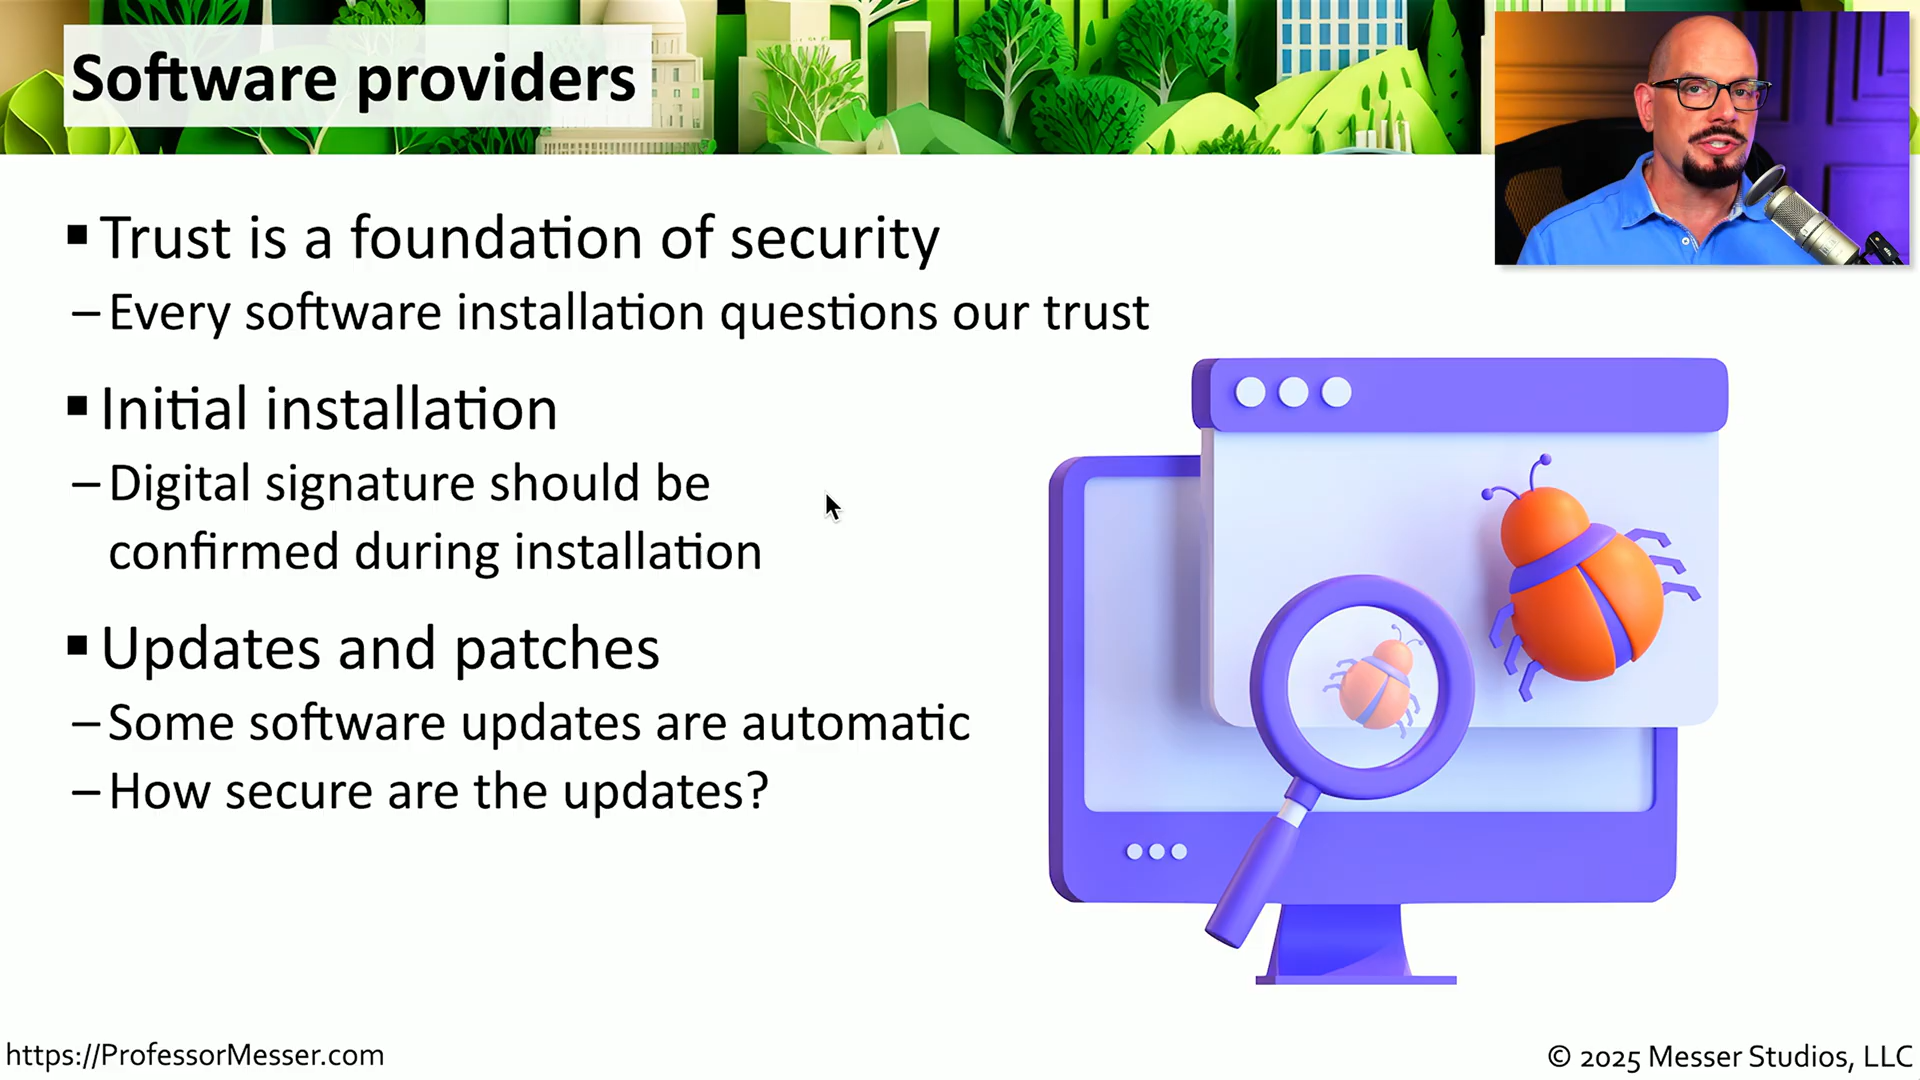 Software providers
▪ Trust is a foundation of security
– Every software installation questions our trust
▪ Initial installation
– Digital signature should be
confirmed during installation
▪ Updates and patches
– Some software updates are automatic
– How secure are the updates?
https://ProfessorMesser.com
© 2025 Messer Studios, LLC